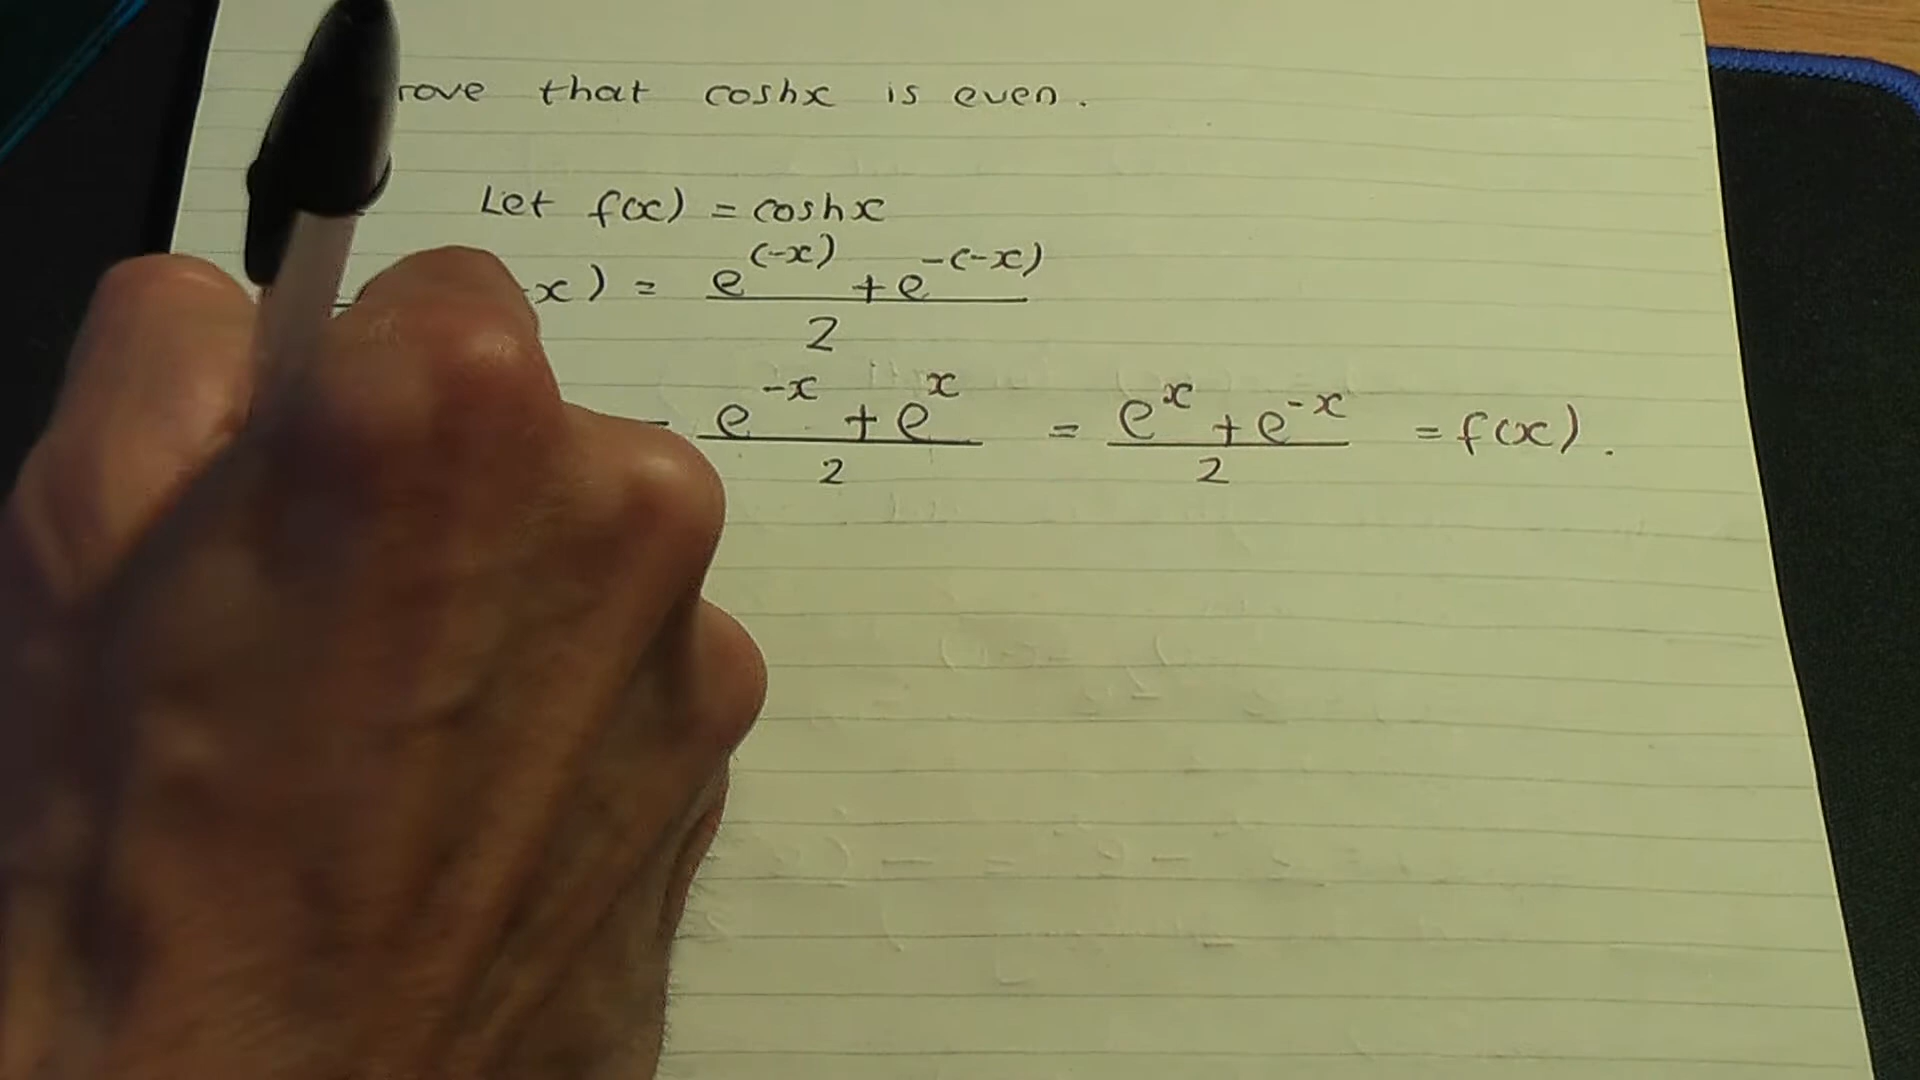 rove that coshx is even.
Let f(x) = coshx
-x) = e^(-x) + e^-(-x) / 2
= e^-x + e^x / 2 = e^x + e^-x / 2 = f(x).